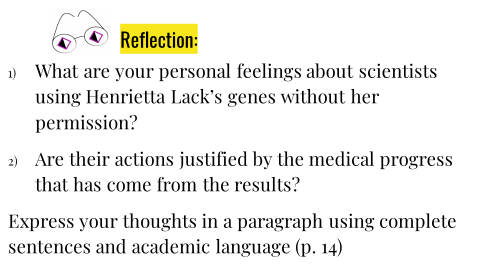 Reflection:
1) What are your personal feelings about scientists
using Henrietta Lack's genes without her
permission?
2) Are their actions justified by the medical progress
that has come from the results?
Express your thoughts in a paragraph using complete
sentences and academic language (p. 14)